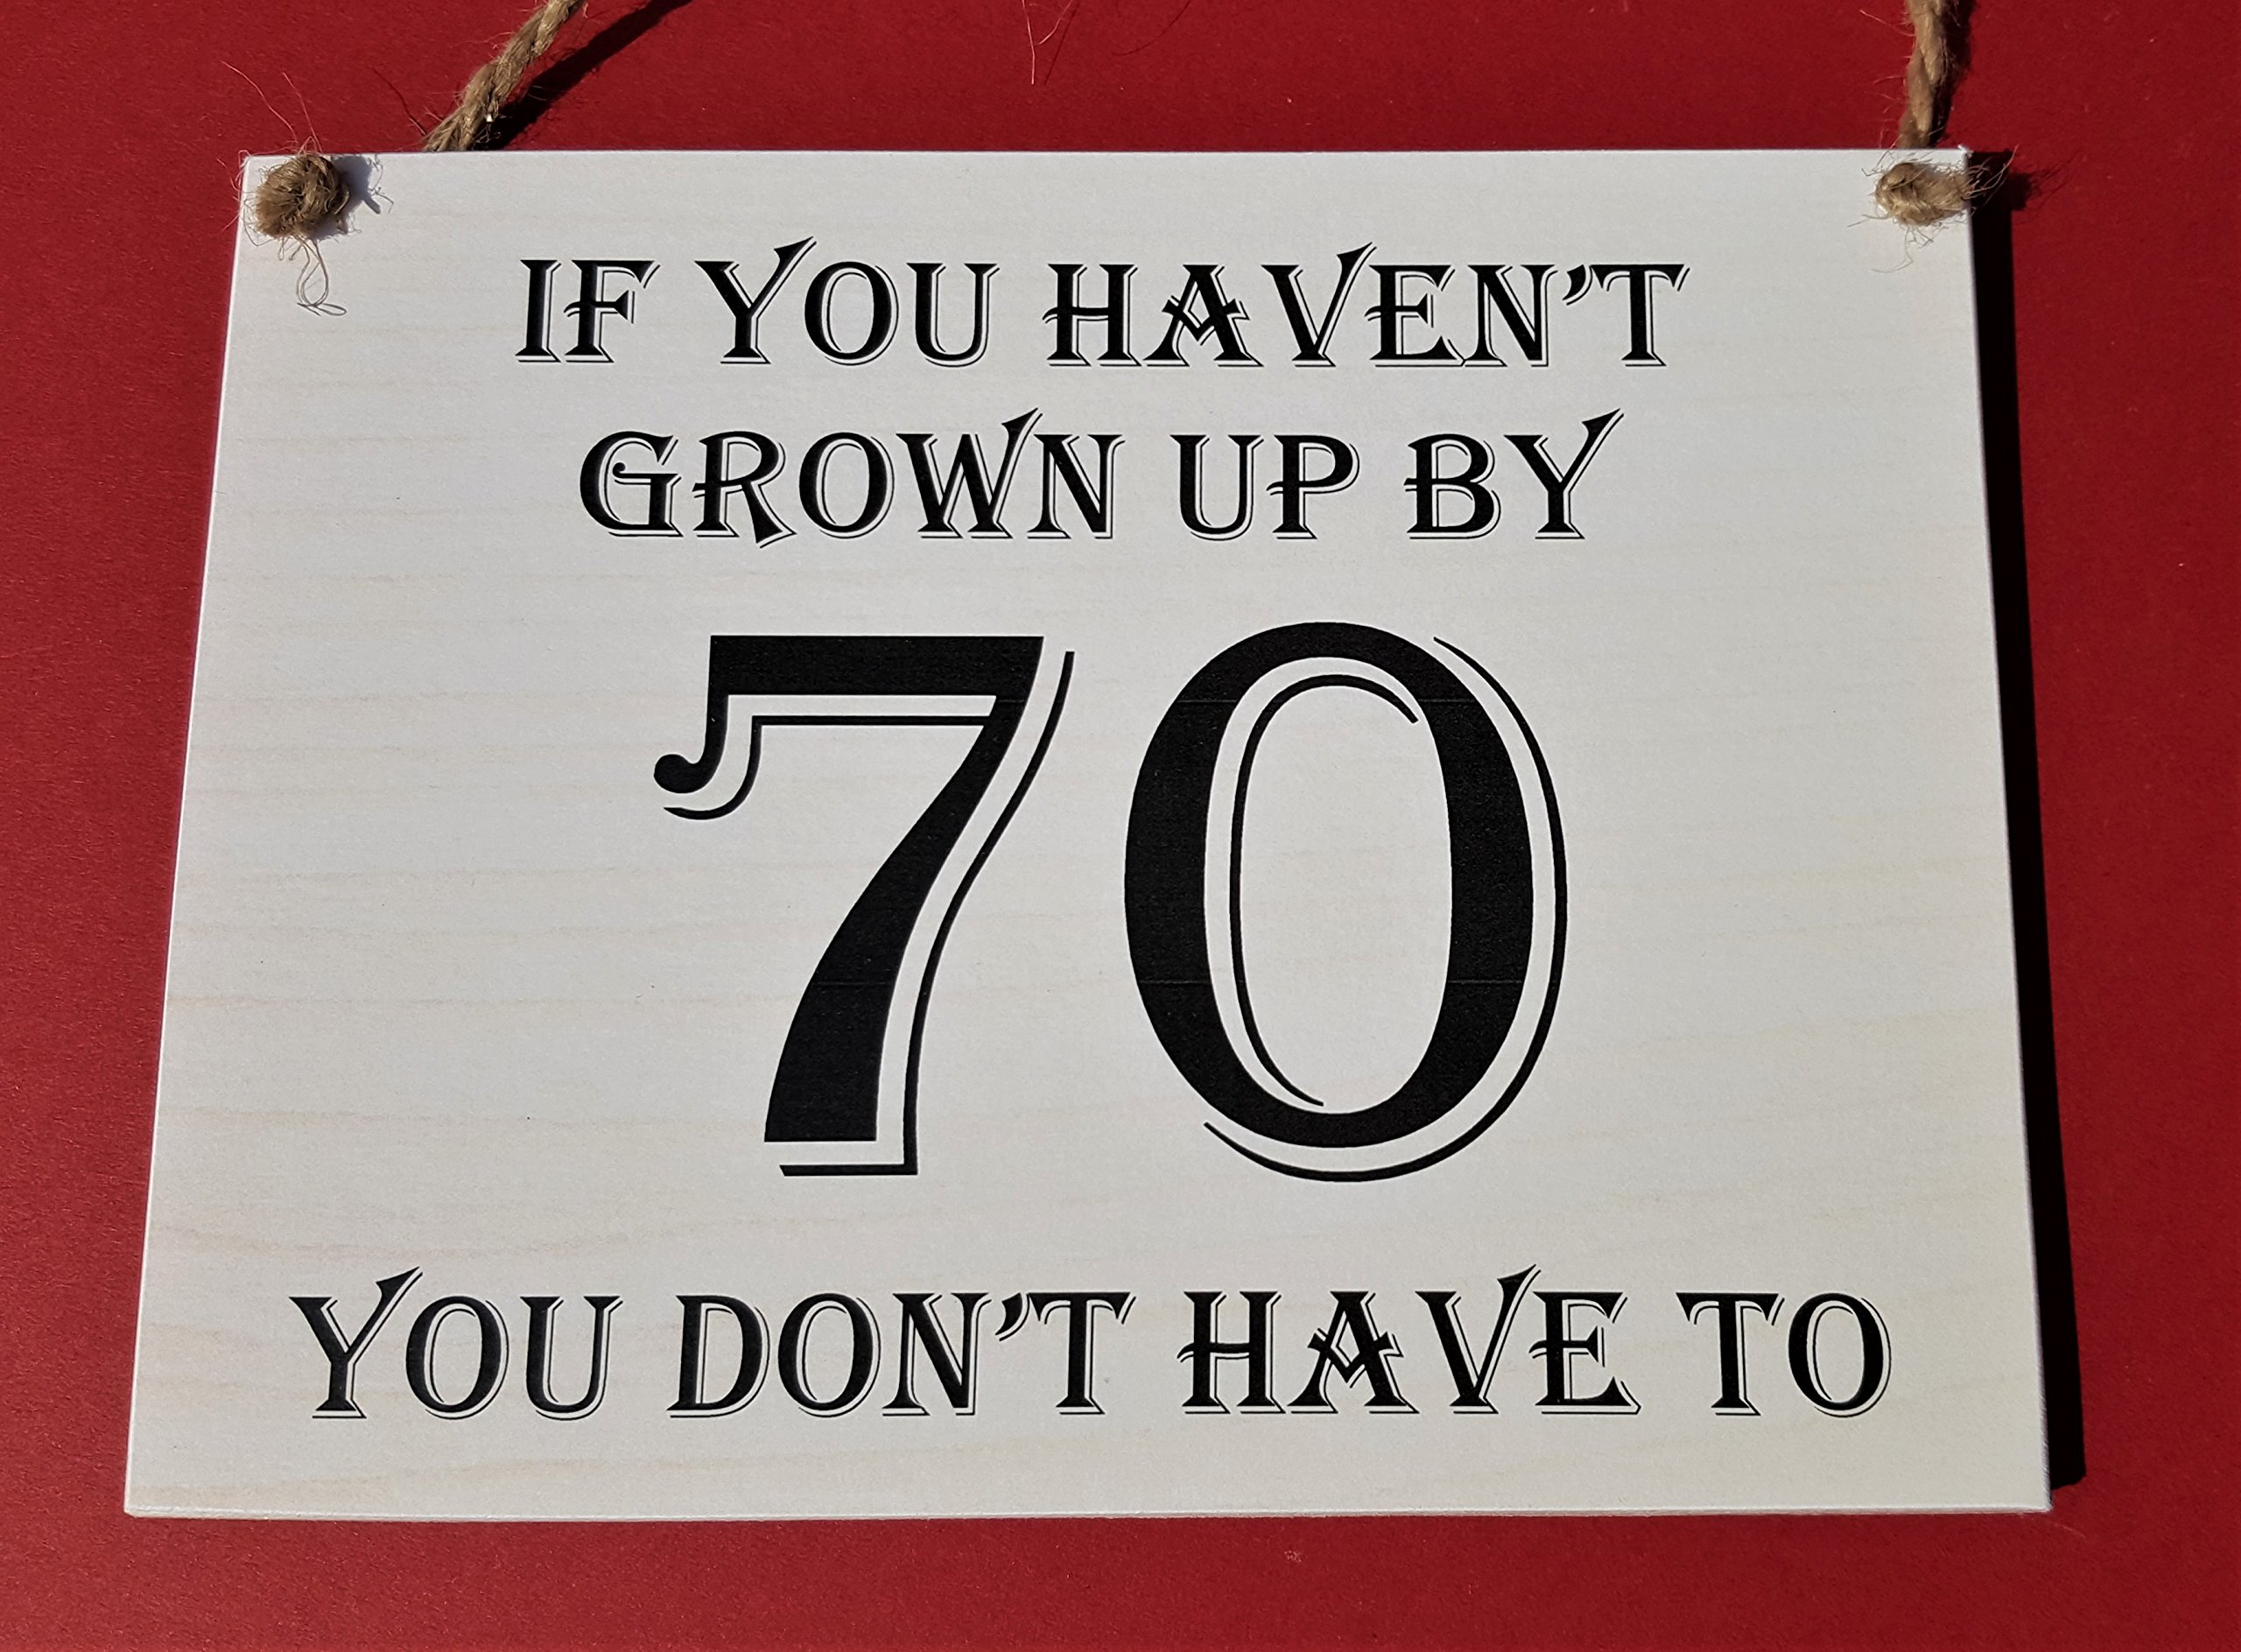 IF YOU HAVEN'T
GROWN UP BY
70
YOU DON'T HAVE TO